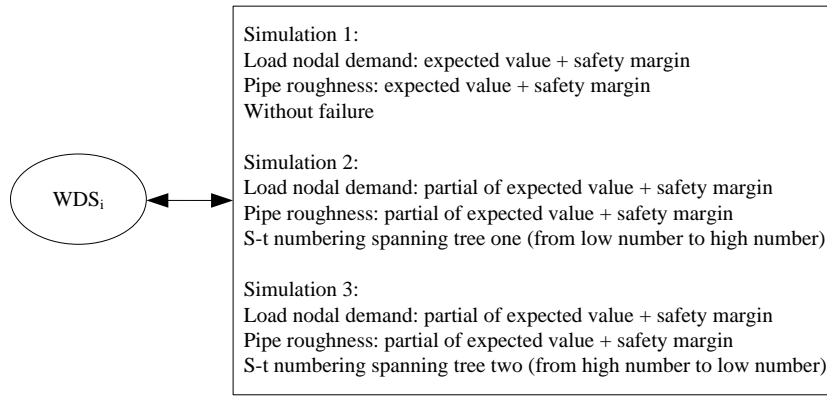 WDSi
Simulation 1:
Load nodal demand: expected value + safety margin
Pipe roughness: expected value + safety margin
Without failure
Simulation 2:
Load nodal demand: partial of expected value + safety margin
Pipe roughness: partial of expected value + safety margin
S-t numbering spanning tree one (from low number to high number)
Simulation 3:
Load nodal demand: partial of expected value + safety margin
Pipe roughness: partial of expected value + safety margin
S-t numbering spanning tree two (from high number to low number)